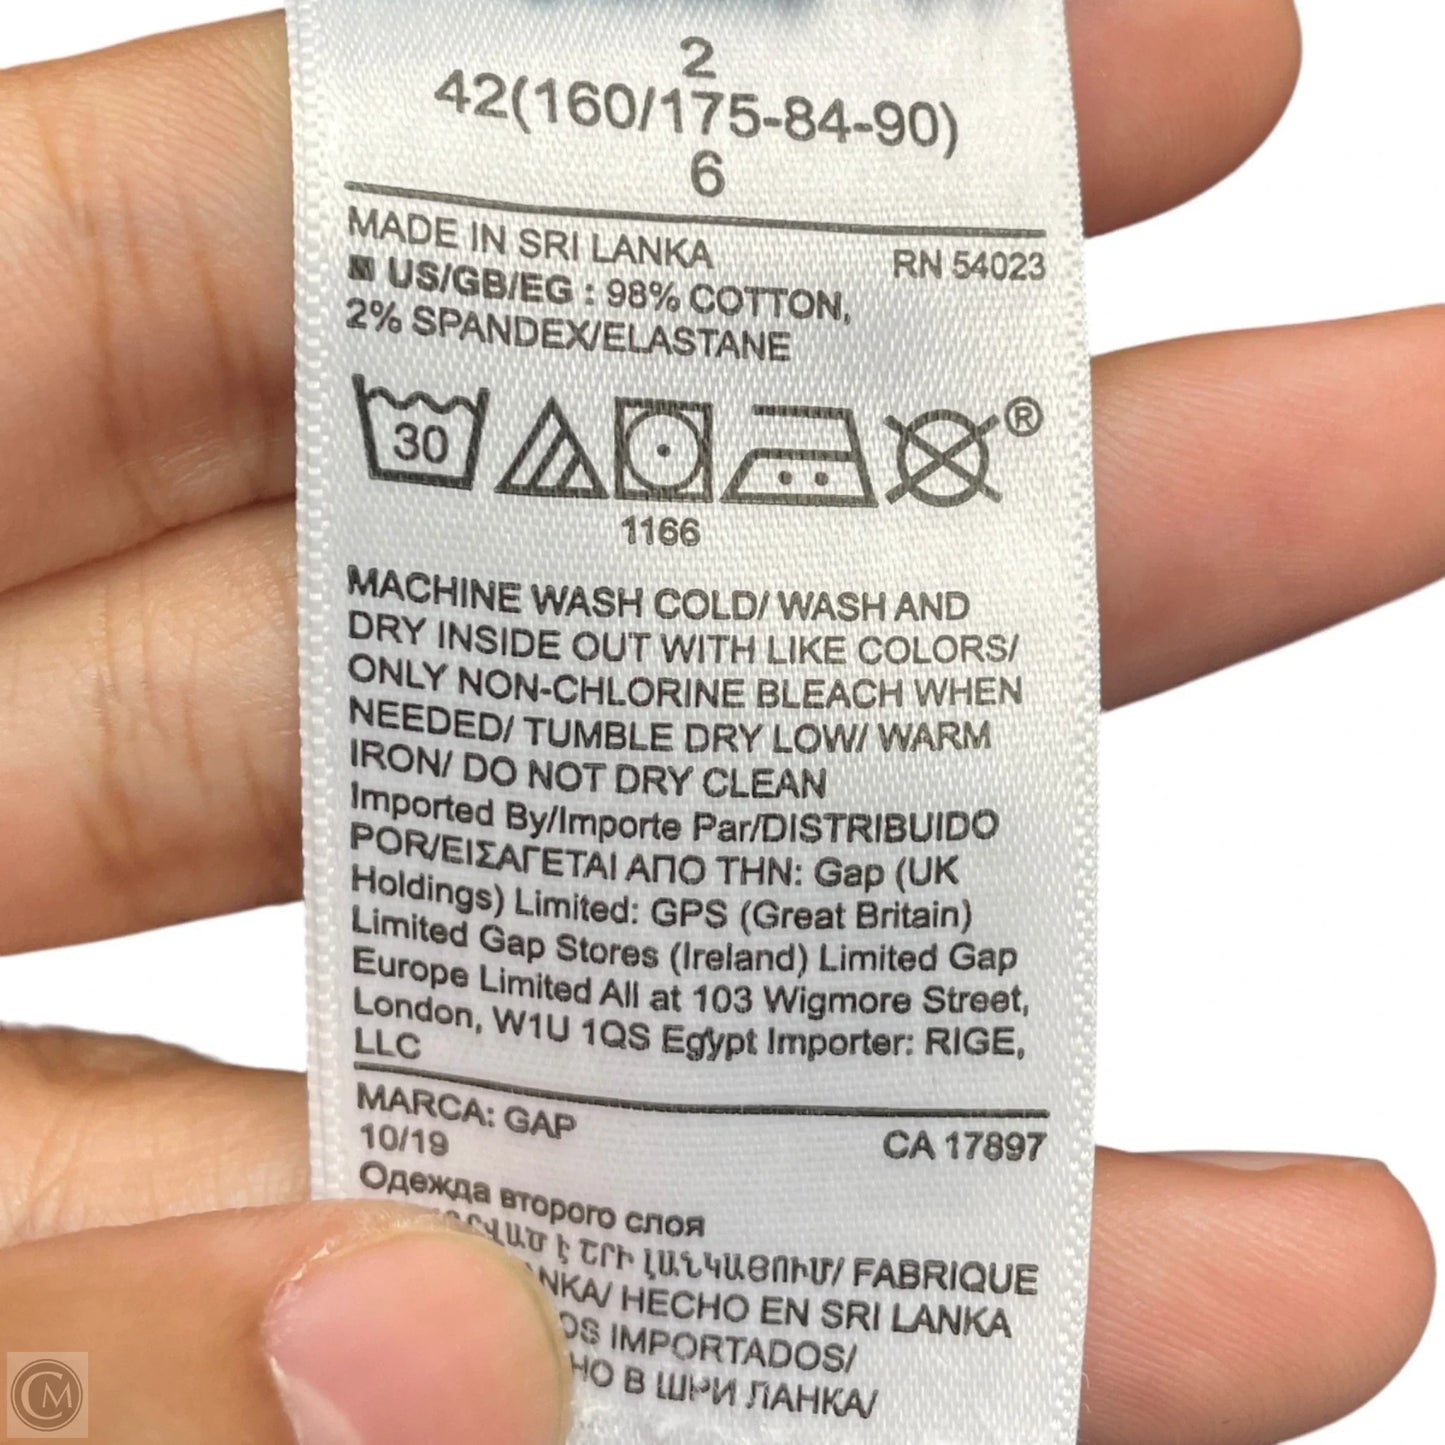 2
42(160/175-84-90)
6
MADE IN SRI LANKA
RN 54023
US/GB/EG : 98% COTTON,
2% SPANDEX/ELASTANE
30
®
1166
MACHINE WASH COLD/ WASH AND
DRY INSIDE OUT WITH LIKE COLORS/
ONLY NON-CHLORINE BLEACH WHEN
NEEDED/ TUMBLE DRY LOW/ WARM
IRON/ DO NOT DRY CLEAN
Imported By/Importe Par/DISTRIBUIDO
POR/ΕΙΣΑΓΕΤΑΙ ΑΠΟ ΤΗΝ: Gap (UK
Holdings) Limited: GPS (Great Britain)
Limited Gap Stores (Ireland) Limited Gap
Europe Limited All at 103 Wigmore Street,
London, W1U 1QS Egypt Importer: RIGE,
LLC
MARCA: GAP
CA 17897
10/19
Одежда второго слоя
Է ՇՐԻ ԼԱՆԿԱՅՈՒՄ/ FABRIQUE
HECHO EN SRI LANKA
IMPORTADOS/
В ШРИ ЛАНКА/
CM